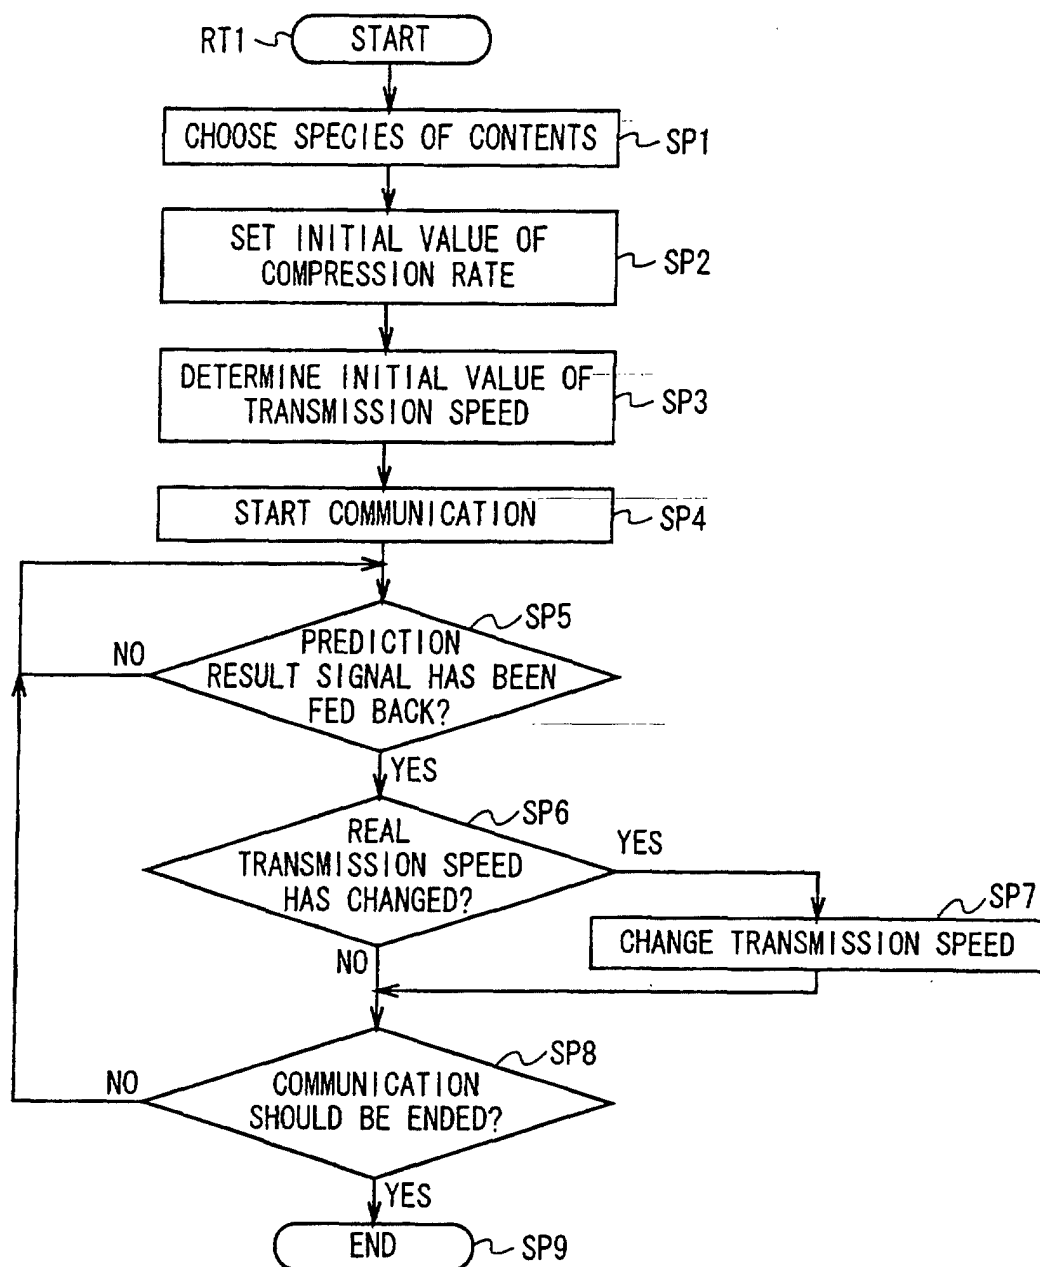 RT1
START
CHOOSE SPECIES OF CONTENTS
SP1
SET INITIAL VALUE OF
COMPRESSION RATE
SP2
DETERMINE INITIAL VALUE OF
TRANSMISSION SPEED
SP3
START COMMUNICATION
SP4
SP5
NO
PREDICTION
RESULT SIGNAL HAS BEEN
FED BACK?
YES
SP6
REAL
TRANSMISSION SPEED
HAS CHANGED?
YES
SP7
CHANGE TRANSMISSION SPEED
NO
SP8
NO
COMMUNICATION
SHOULD BE ENDED?
YES
END
SP9